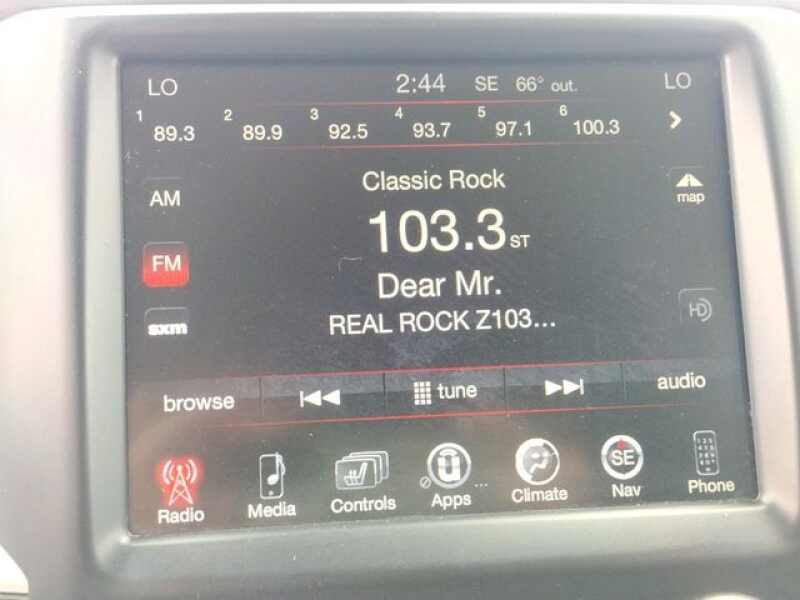 LO 2:44 SE 66° out. LO
1 89.3 2 89.9 3 92.5 4 93.7 5 97.1 6 100.3
Classic Rock
AM
map
103.3 ST
FM
Dear Mr.
HD
sxm
REAL ROCK Z103...
browse tune audio
SE
Radio Media Controls Apps ... Climate Nav Phone